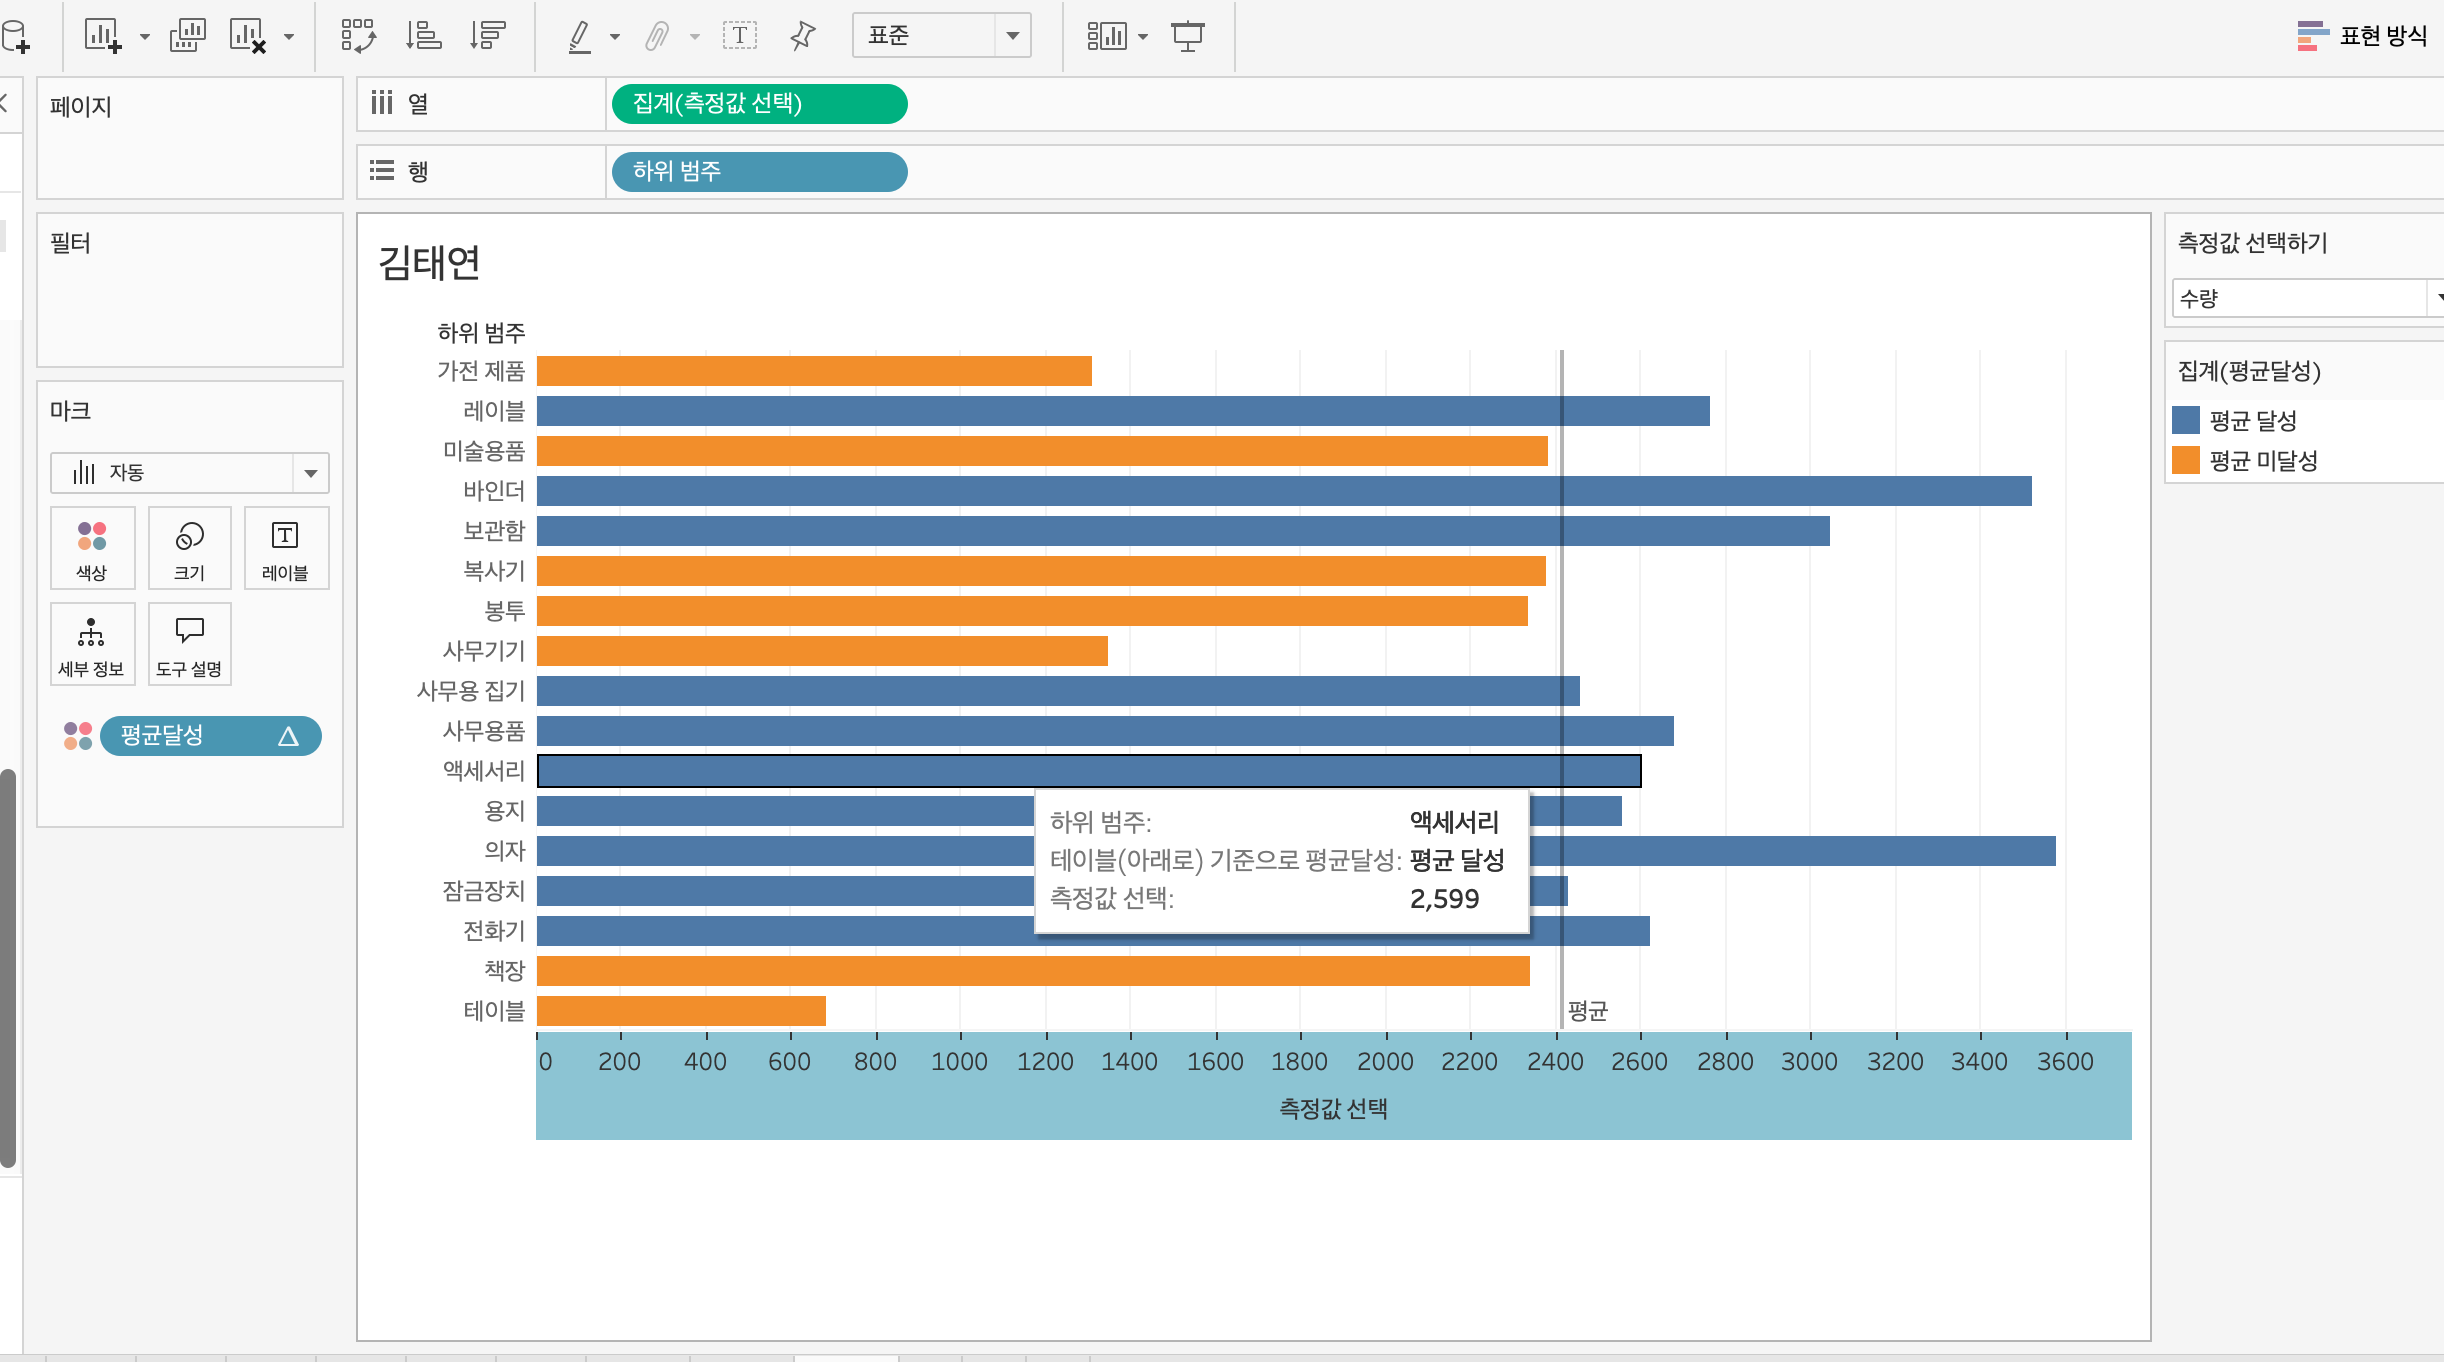 표준
표현 방식
페이지
열
집계(측정값 선택)
행
하위 범주
필터
마크
자동
색상
크기
레이블
세부 정보
도구 설명
평균달성
김태연
하위 범주
가전 제품
레이블
미술용품
바인더
보관함
복사기
봉투
사무기기
사무용 집기
사무용품
액세서리
용지
의자
잠금장치
전화기
책장
테이블
하위 범주: 액세서리
테이블(아래로) 기준으로 평균달성: 평균 달성
측정값 선택: 2,599
평균
0 200 400 600 800 1000 1200 1400 1600 1800 2000 2200 2400 2600 2800 3000 3200 3400 3600
측정값 선택
측정값 선택하기
수량
집계(평균달성)
평균 달성
평균 미달성